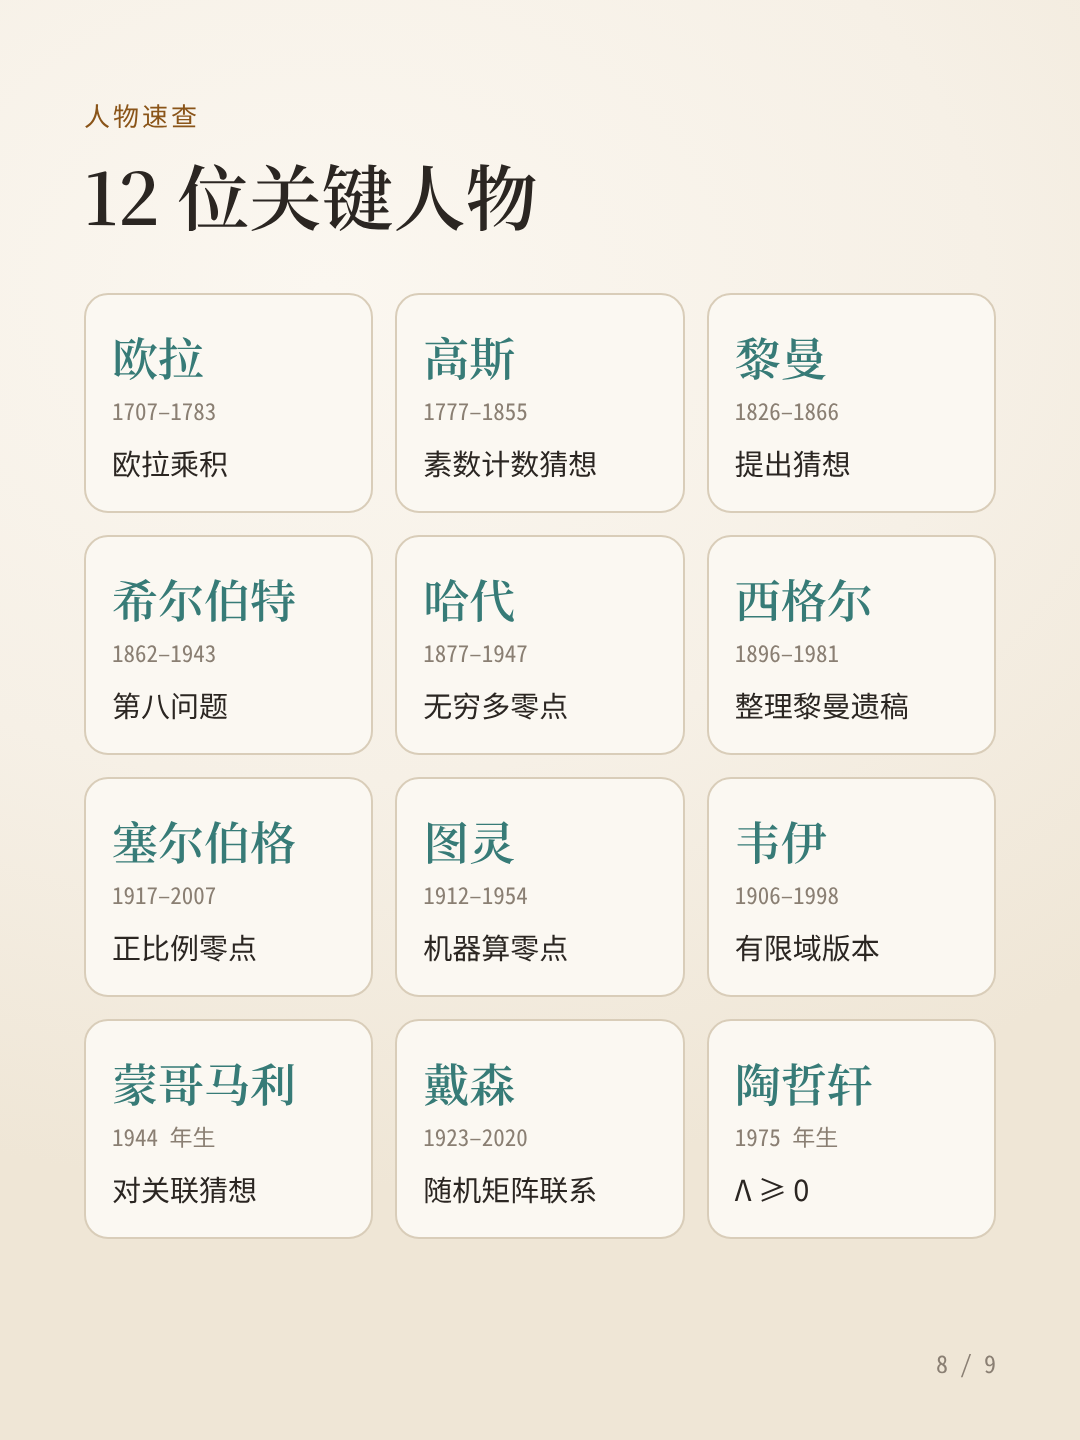 人物速查
12 位关键人物
欧拉
1707–1783
欧拉乘积
高斯
1777–1855
素数计数猜想
黎曼
1826–1866
提出猜想
希尔伯特
1862–1943
第八问题
哈代
1877–1947
无穷多零点
西格尔
1896–1981
整理黎曼遗稿
塞尔伯格
1917–2007
正比例零点
图灵
1912–1954
机器算零点
韦伊
1906–1998
有限域版本
蒙哥马利
1944 年生
对关联猜想
戴森
1923–2020
随机矩阵联系
陶哲轩
1975 年生
Λ ⩾ 0
8 / 9